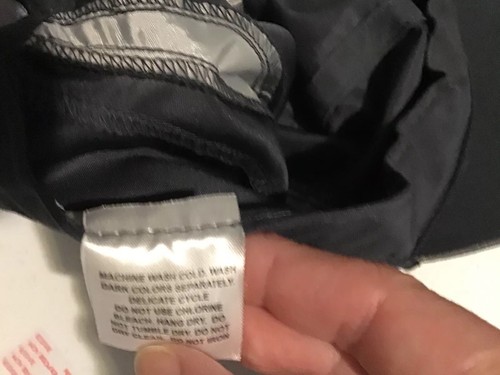 MACHINE WASH COLD. WASH
DARK COLORS SEPARATELY
DELICATE CYCLE
DO NOT USE CHLORINE
BLEACH. HANG DRY. DO
NOT TUMBLE DRY. DO NOT
DRY CLEAN. DO NOT IRON